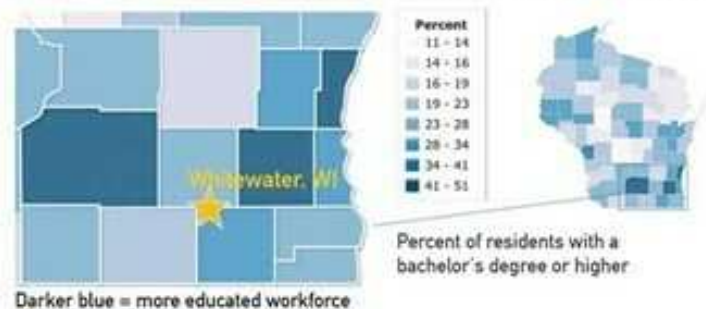 Whitewater, WI
Darker blue = more educated workforce
Percent
11 - 14
14 - 16
16 - 19
19 - 23
23 - 28
28 - 34
34 - 41
41 - 51
Percent of residents with a
bachelor's degree or higher